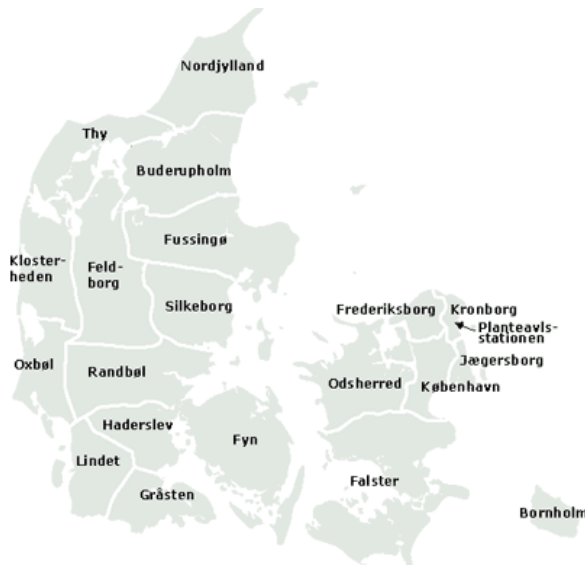 Nordjylland
Thy
Buderupholm
Fussingø
Kloster-
heden
Feld-
borg
Silkeborg
Frederiksborg
Kronborg
Planteavls-
stationen
Jægersborg
Oxbøl
Randbøl
Odsherred
København
Haderslev
Fyn
Lindet
Gråsten
Falster
Bornholm